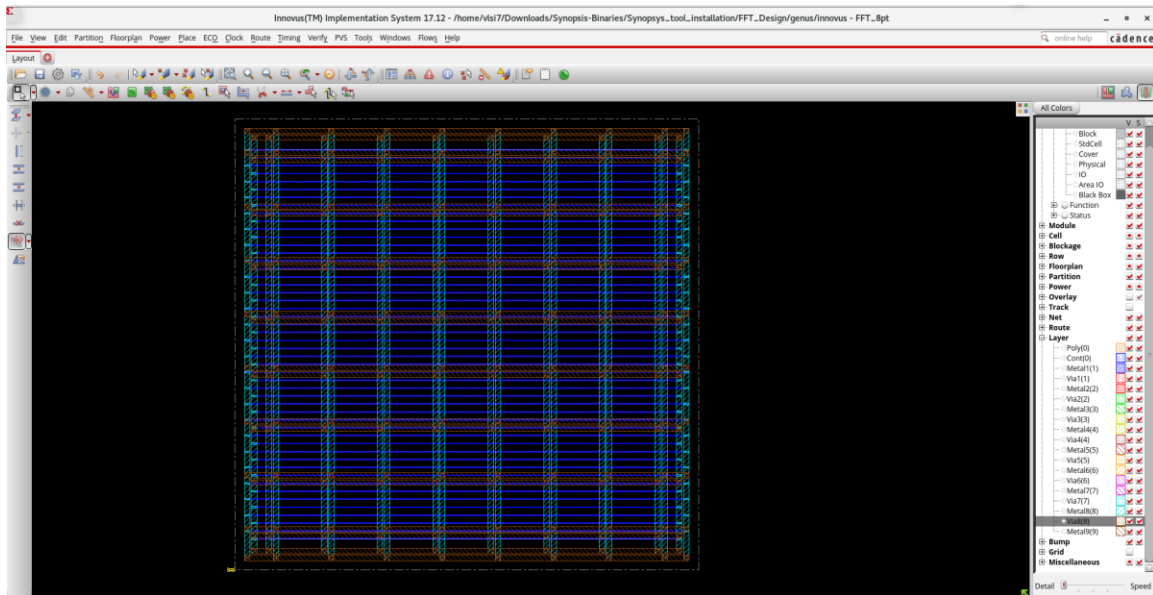 Innovus(TM) Implementation System 17.12 - /home/vlsi7/Downloads/Synopsis-Binaries/Synopsys_tool_installation/FFT_Design/genus/innovus - FFT_8pt
File View Edit Partition Floorplan Power Place ECO Clock Route Timing Verify PVS Tools Windows Flows Help
online help cādence
Layout
All Colors
V S
Block
StdCell
Cover
Physical
IO
Area IO
Black Box
Function
Status
Module
Cell
Blockage
Row
Floorplan
Partition
Power
Overlay
Track
Net
Route
Layer
Poly(0)
Cont(0)
Metal1(1)
Via1(1)
Metal2(2)
Via2(2)
Metal3(3)
Via3(3)
Metal4(4)
Via4(4)
Metal5(5)
Via5(5)
Metal6(6)
Via6(6)
Metal7(7)
Via7(7)
Metal8(8)
Via8(8)
Metal9(9)
Bump
Grid
Miscellaneous
Detail Speed